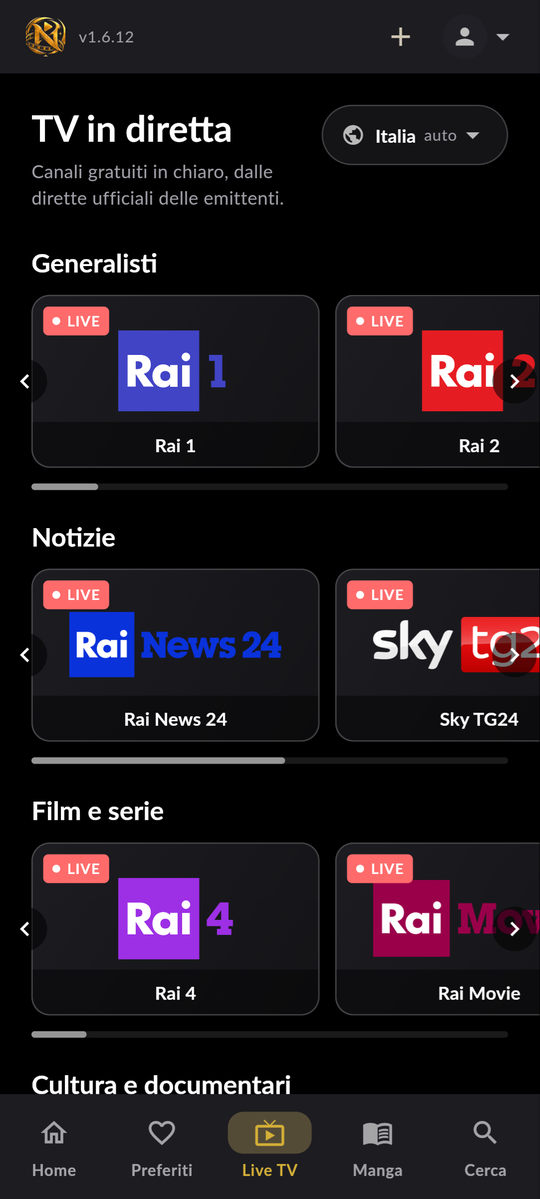 v1.6.12
TV in diretta
Italia auto
Canali gratuiti in chiaro, dalle
dirette ufficiali delle emittenti.
Generalisti
LIVE
LIVE
Rai 1
Rai 2
Rai 1
Rai 2
Notizie
LIVE
LIVE
Rai News 24
sky tg2
Rai News 24
Sky TG24
Film e serie
LIVE
LIVE
Rai 4
Rai Mov
Rai 4
Rai Movie
Cultura e documentari
Home
Preferiti
Live TV
Manga
Cerca